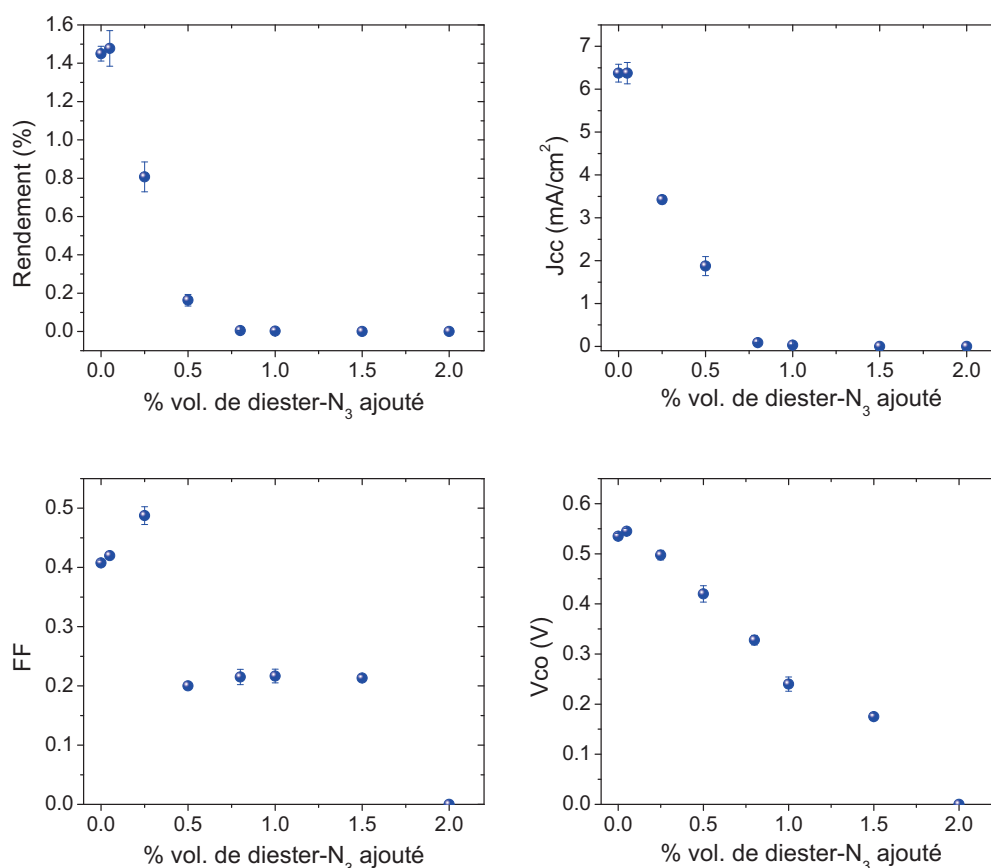 1.6
1.4
1.2
1.0
0.8
0.6
0.4
0.2
0.0
Rendement (%)
0.0 0.5 1.0 1.5 2.0
% vol. de diester-N₃ ajouté
7
6
5
4
3
2
1
0
Jcc (mA/cm²)
0.0 0.5 1.0 1.5 2.0
% vol. de diester-N₃ ajouté
0.5
0.4
0.3
0.2
0.1
0.0
FF
0.0 0.5 1.0 1.5 2.0
% vol. de diester-N₃ ajouté
0.6
0.5
0.4
0.3
0.2
0.1
0.0
Vco (V)
0.0 0.5 1.0 1.5 2.0
% vol. de diester-N₃ ajouté